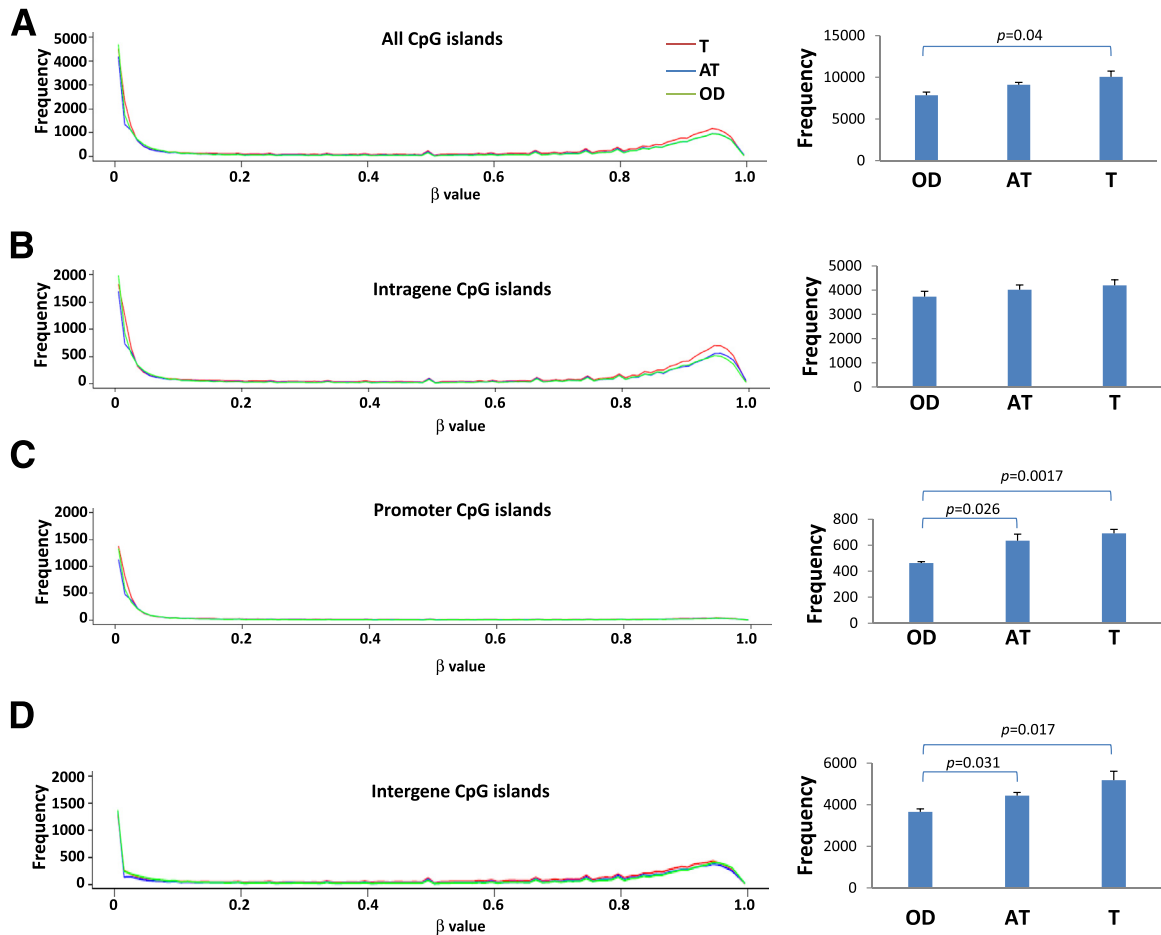 A
All CpG islands
T
AT
OD
Frequency
5000
4000
3000
2000
1000
0
0 0.2 0.4 0.6 0.8 1.0
β value
p=0.04
Frequency
15000
10000
5000
0
OD AT T
B
Intragene CpG islands
Frequency
2000
1500
1000
500
0
0 0.2 0.4 0.6 0.8 1.0
β value
Frequency
5000
4000
3000
2000
1000
0
OD AT T
C
Promoter CpG islands
Frequency
2000
1500
1000
500
0
0 0.2 0.4 0.6 0.8 1.0
β value
p=0.0017
p=0.026
Frequency
800
600
400
200
0
OD AT T
D
Intergene CpG islands
Frequency
2000
1500
1000
500
0
0 0.2 0.4 0.6 0.8 1.0
β value
p=0.017
p=0.031
Frequency
6000
4000
2000
0
OD AT T